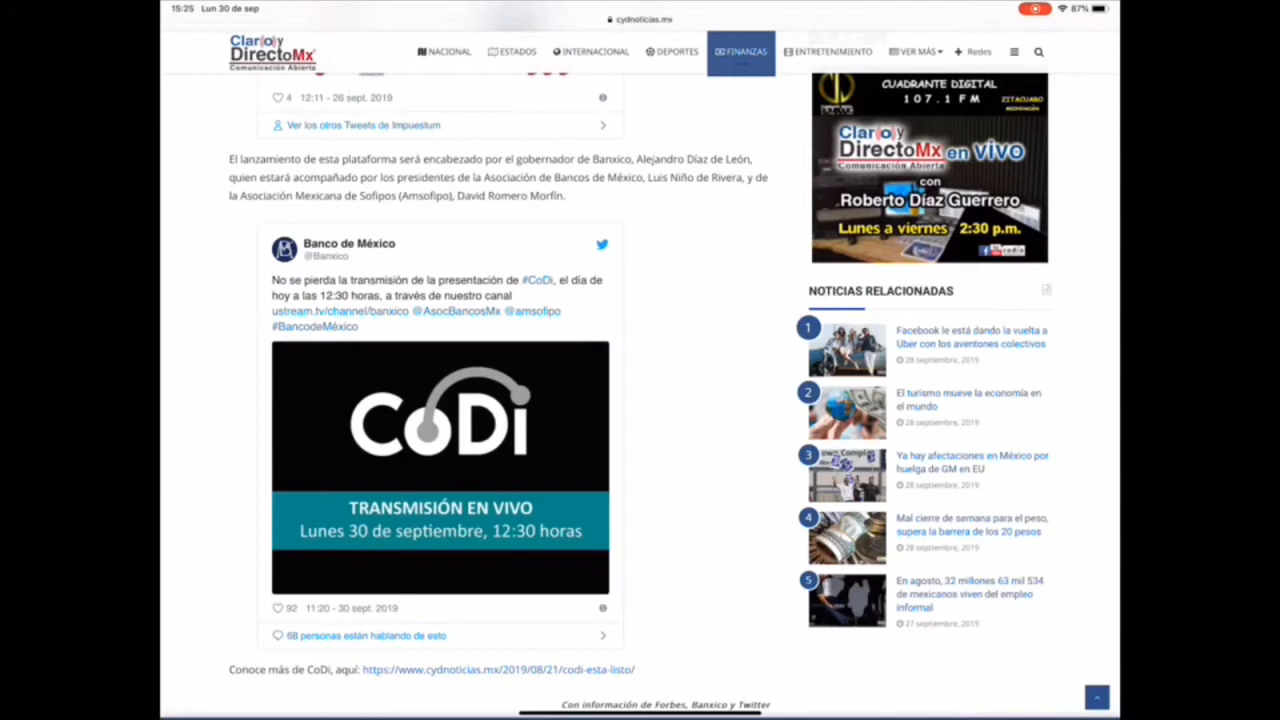 15:25 Lun 30 de sep
87%
cydnoticias.mx
Clar(o)y
DirectoMx
Comunicación Abierta
NACIONAL ESTADOS INTERNACIONAL DEPORTES FINANZAS ENTRETENIMIENTO VER MÁS Redes
4 12:11 - 26 sept. 2019
Ver los otros Tweets de Impuestum
El lanzamiento de esta plataforma será encabezado por el gobernador de Banxico, Alejandro Díaz de León,
quien estará acompañado por los presidentes de la Asociación de Bancos de México, Luis Niño de Rivera, y de
la Asociación Mexicana de Sofipos (Amsofipo), David Romero Morfín.
Banco de México
@Banxico
No se pierda la transmisión de la presentación de #CoDi, el día de
hoy a las 12:30 horas, a través de nuestro canal
ustream.tv/channel/banxico @AsocBancosMx @amsofipo
#BancodeMéxico
CoDi
TRANSMISIÓN EN VIVO
Lunes 30 de septiembre, 12:30 horas
92 11:20 - 30 sept. 2019
68 personas están hablando de esto
Conoce más de CoDi, aquí: https://www.cydnoticias.mx/2019/08/21/codi-esta-listo/
Con información de Forbes, Banxico y Twitter
CUADRANTE DIGITAL
107.1 FM
ZITACUARO
Clar(o)y
DirectoMx en VIVO
Comunicación Abierta
con
Roberto Díaz Guerrero
Lunes a viernes 2:30 p.m.
NOTICIAS RELACIONADAS
1
Facebook le está dando la vuelta a
Uber con los aventones colectivos
28 septiembre, 2019
2
El turismo mueve la economía en
el mundo
28 septiembre, 2019
3
Ya hay afectaciones en México por
huelga de GM en EU
28 septiembre, 2019
4
Mal cierre de semana para el peso,
supera la barrera de los 20 pesos
28 septiembre, 2019
5
En agosto, 32 millones 63 mil 534
de mexicanos viven del empleo
informal
27 septiembre, 2019